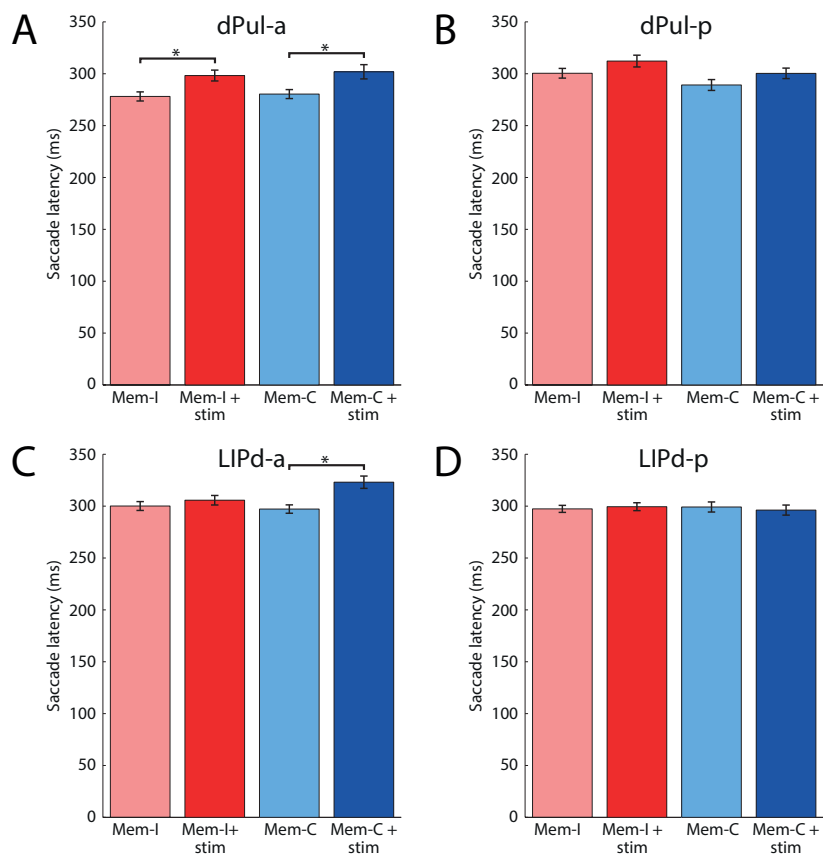 A
dPul-a
Saccade latency (ms)
350
300
250
200
150
100
50
0
*
*
Mem-I
Mem-I +
stim
Mem-C
Mem-C +
stim
B
dPul-p
Saccade latency (ms)
350
300
250
200
150
100
50
0
Mem-I
Mem-I +
stim
Mem-C
Mem-C +
stim
C
LIPd-a
Saccade latency (ms)
350
300
250
200
150
100
50
0
*
Mem-I
Mem-I+
stim
Mem-C
Mem-C +
stim
D
LIPd-p
Saccade latency (ms)
350
300
250
200
150
100
50
0
Mem-I
Mem-I +
stim
Mem-C
Mem-C +
stim